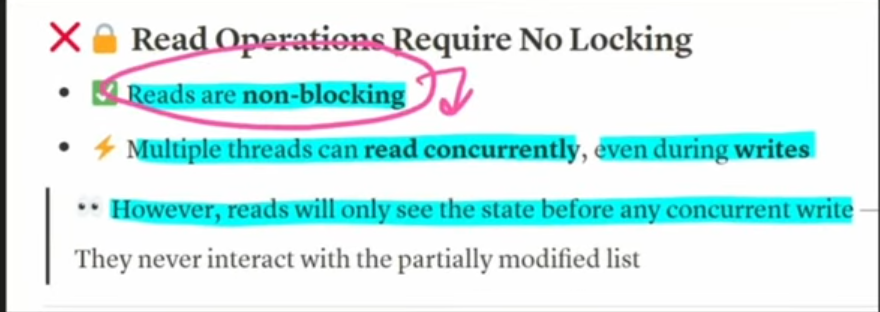 ❌ 🔒 Read Operations Require No Locking
• ✅ Reads are non-blocking
• ⚡ Multiple threads can read concurrently, even during writes
👀 However, reads will only see the state before any concurrent write —
They never interact with the partially modified list